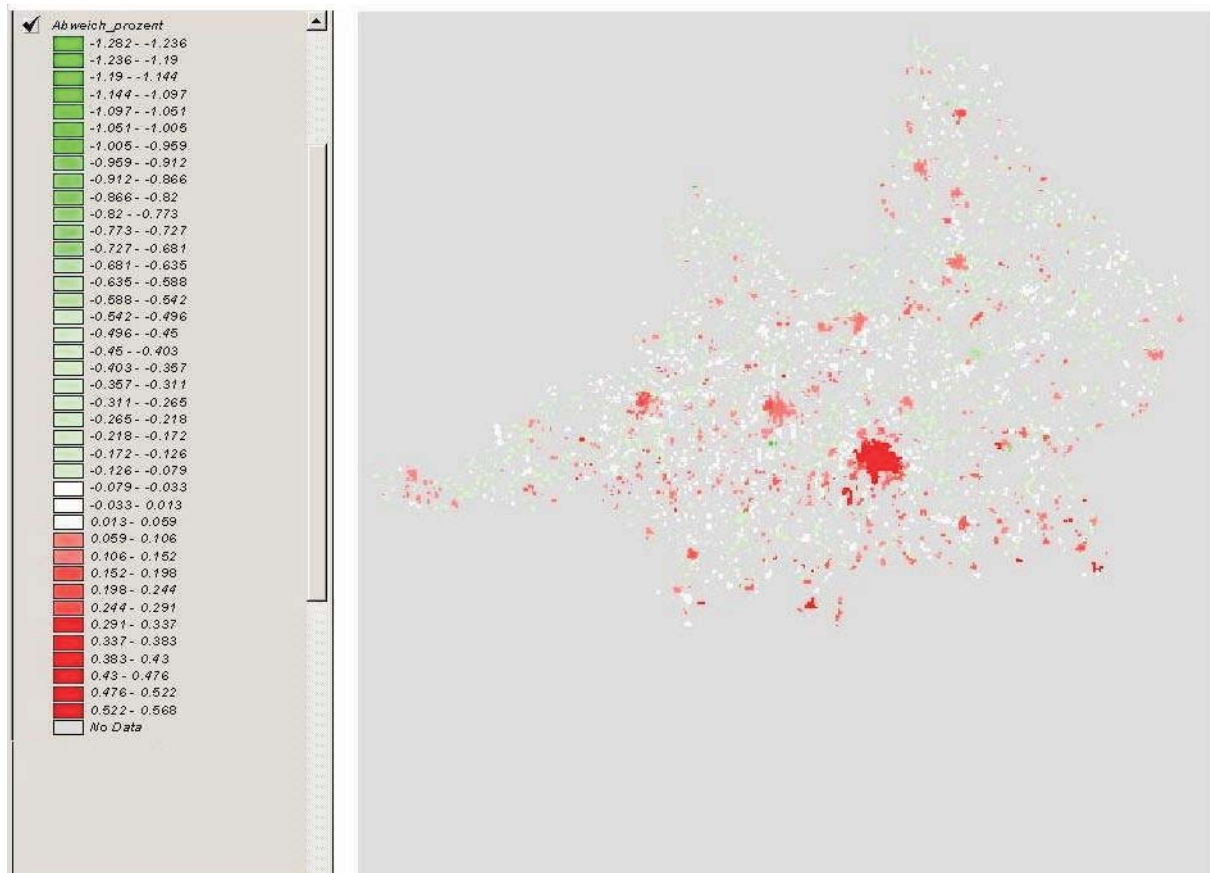 Abweich_prozent
-1.282 - -1.236
-1.236 - -1.19
-1.19 - -1.144
-1.144 - -1.097
-1.097 - -1.051
-1.051 - -1.005
-1.005 - -0.959
-0.959 - -0.912
-0.912 - -0.866
-0.866 - -0.82
-0.82 - -0.773
-0.773 - -0.727
-0.727 - -0.681
-0.681 - -0.635
-0.635 - -0.588
-0.588 - -0.542
-0.542 - -0.496
-0.496 - -0.45
-0.45 - -0.403
-0.403 - -0.357
-0.357 - -0.311
-0.311 - -0.265
-0.265 - -0.218
-0.218 - -0.172
-0.172 - -0.126
-0.126 - -0.079
-0.079 - -0.033
-0.033 - 0.013
0.013 - 0.059
0.059 - 0.106
0.106 - 0.152
0.152 - 0.198
0.198 - 0.244
0.244 - 0.291
0.291 - 0.337
0.337 - 0.383
0.383 - 0.43
0.43 - 0.476
0.476 - 0.522
0.522 - 0.568
No Data